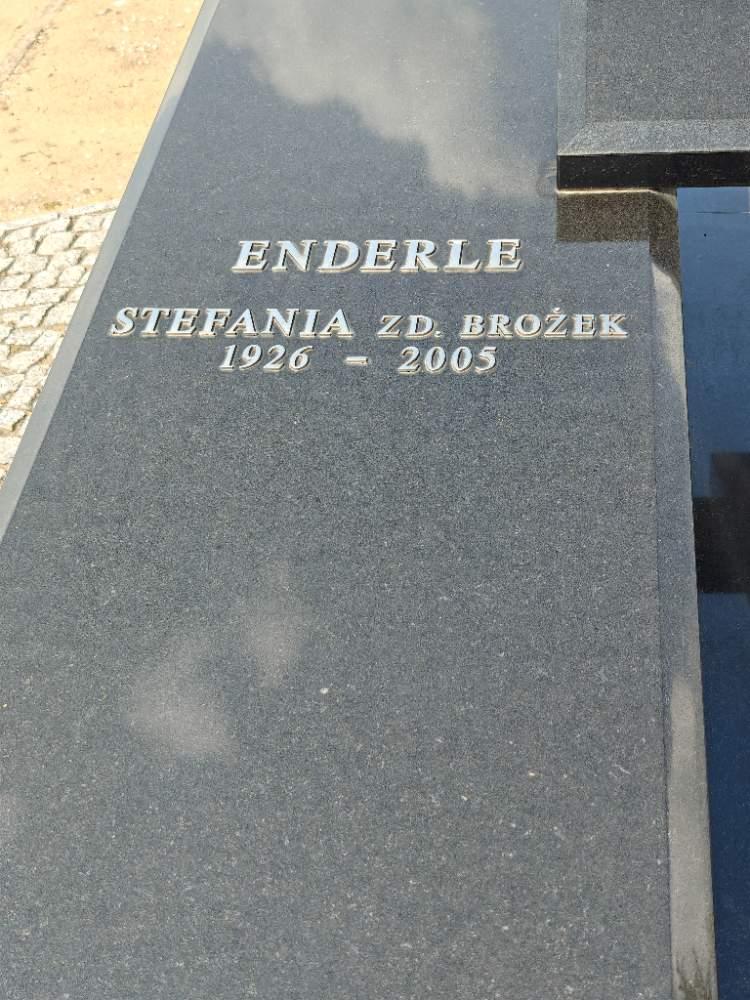 ENDERLE
STEFANIA ZD. BROŻEK
1926 - 2005